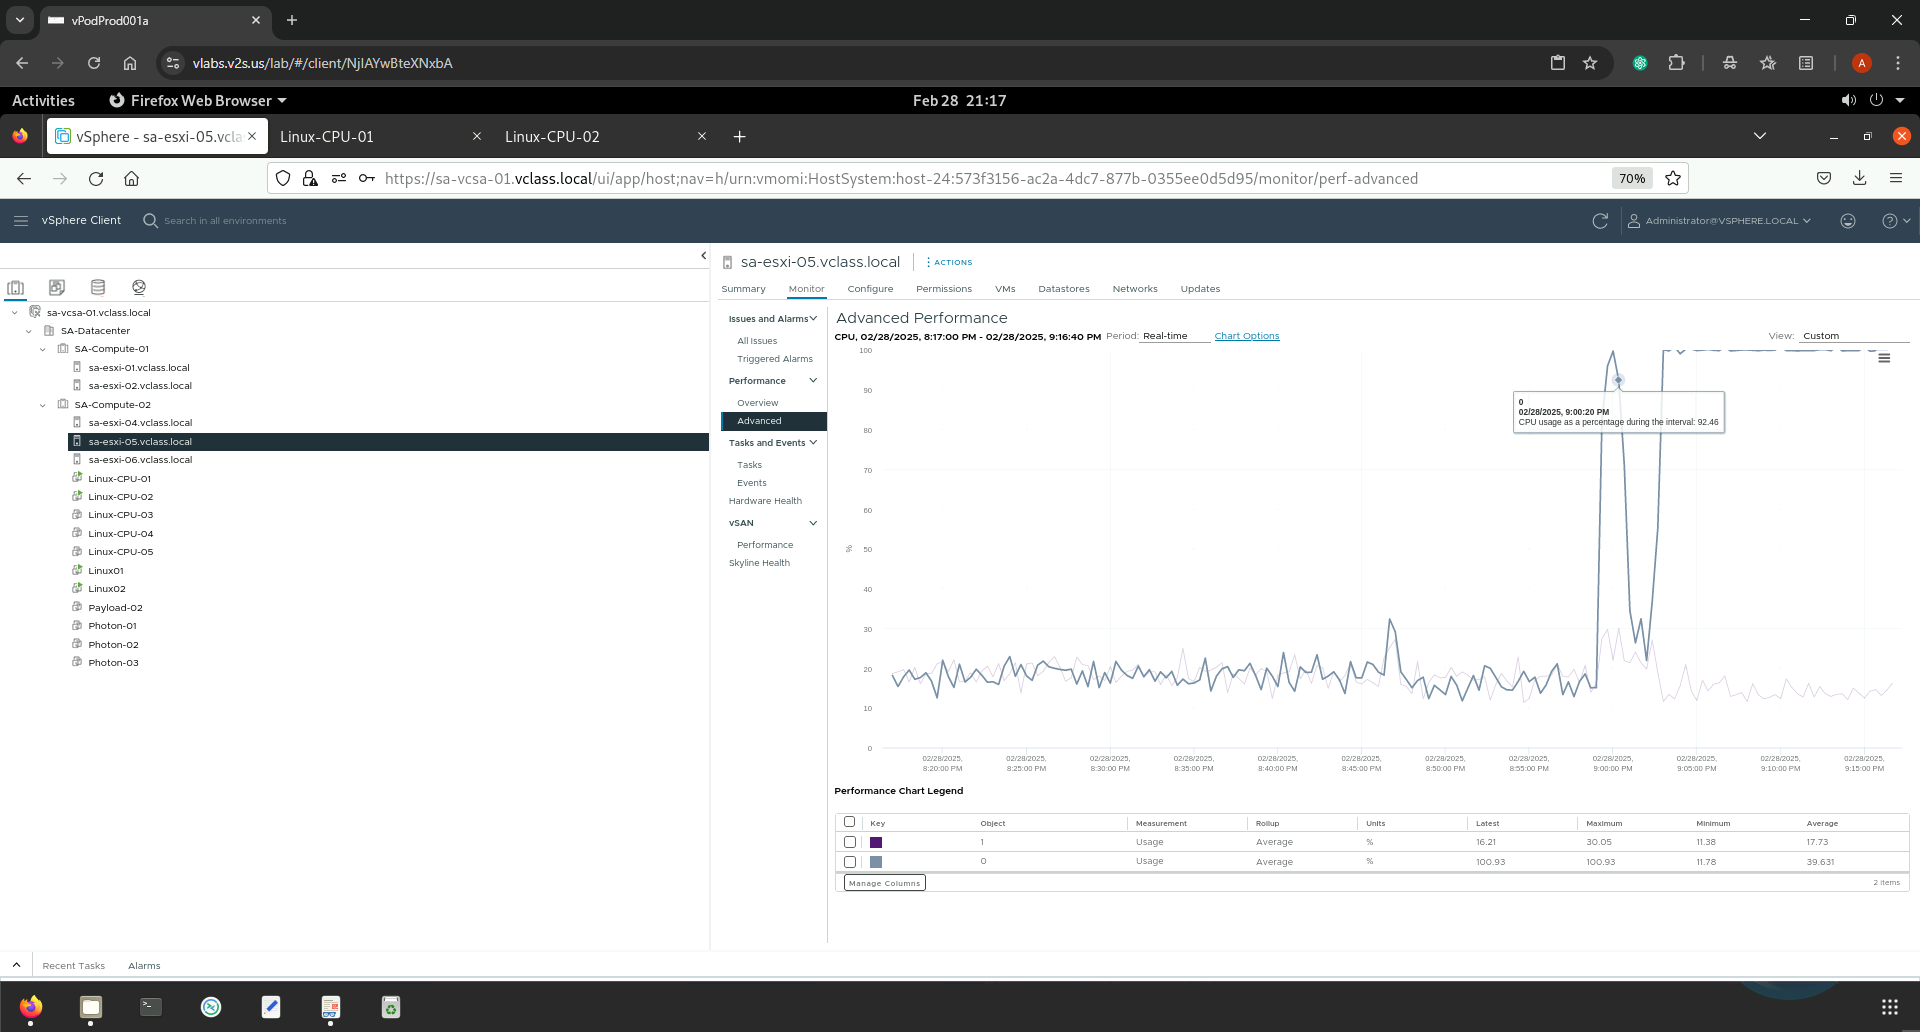 vPodProd001a
vlabs.v2s.us/lab/#/client/NjIAYwBteXNxbA
A
Activities
Firefox Web Browser
Feb 28 21:17
vSphere - sa-esxi-05.vcla
Linux-CPU-01
Linux-CPU-02
https://sa-vcsa-01.vclass.local/ui/app/host;nav=h/urn:vmomi:HostSystem:host-24:573f3156-ac2a-4dc7-877b-0355ee0d5d95/monitor/perf-advanced
70%
vSphere Client
Search in all environments
Administrator@VSPHERE.LOCAL
sa-vcsa-01.vclass.local
SA-Datacenter
SA-Compute-01
sa-esxi-01.vclass.local
sa-esxi-02.vclass.local
SA-Compute-02
sa-esxi-04.vclass.local
sa-esxi-05.vclass.local
sa-esxi-06.vclass.local
Linux-CPU-01
Linux-CPU-02
Linux-CPU-03
Linux-CPU-04
Linux-CPU-05
Linux01
Linux02
Payload-02
Photon-01
Photon-02
Photon-03
sa-esxi-05.vclass.local
ACTIONS
Summary Monitor Configure Permissions VMs Datastores Networks Updates
Issues and Alarms
All Issues
Triggered Alarms
Performance
Overview
Advanced
Tasks and Events
Tasks
Events
Hardware Health
vSAN
Performance
Skyline Health
Advanced Performance
CPU, 02/28/2025, 8:17:00 PM - 02/28/2025, 9:16:40 PM Period: Real-time Chart Options View: Custom
100
90
80
70
60
50
40
30
20
10
0
%
0
02/28/2025, 9:00:20 PM
CPU usage as a percentage during the interval: 92.46
02/28/2025, 02/28/2025, 02/28/2025, 02/28/2025, 02/28/2025, 02/28/2025, 02/28/2025, 02/28/2025, 02/28/2025, 02/28/2025, 02/28/2025, 02/28/2025,
8:20:00 PM 8:25:00 PM 8:30:00 PM 8:35:00 PM 8:40:00 PM 8:45:00 PM 8:50:00 PM 8:55:00 PM 9:00:00 PM 9:05:00 PM 9:10:00 PM 9:15:00 PM
Performance Chart Legend
Key Object Measurement Rollup Units Latest Maximum Minimum Average
1 Usage Average % 16.21 30.05 11.38 17.73
0 Usage Average % 100.93 100.93 11.78 39.631
Manage Columns
2 items
Recent Tasks Alarms